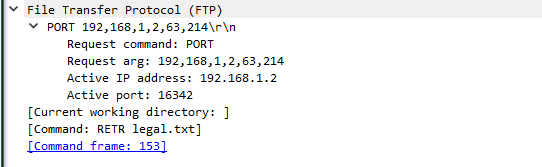 File Transfer Protocol (FTP)
PORT 192,168,1,2,63,214\r\n
Request command: PORT
Request arg: 192,168,1,2,63,214
Active IP address: 192.168.1.2
Active port: 16342
[Current working directory: ]
[Command: RETR legal.txt]
[Command frame: 153]